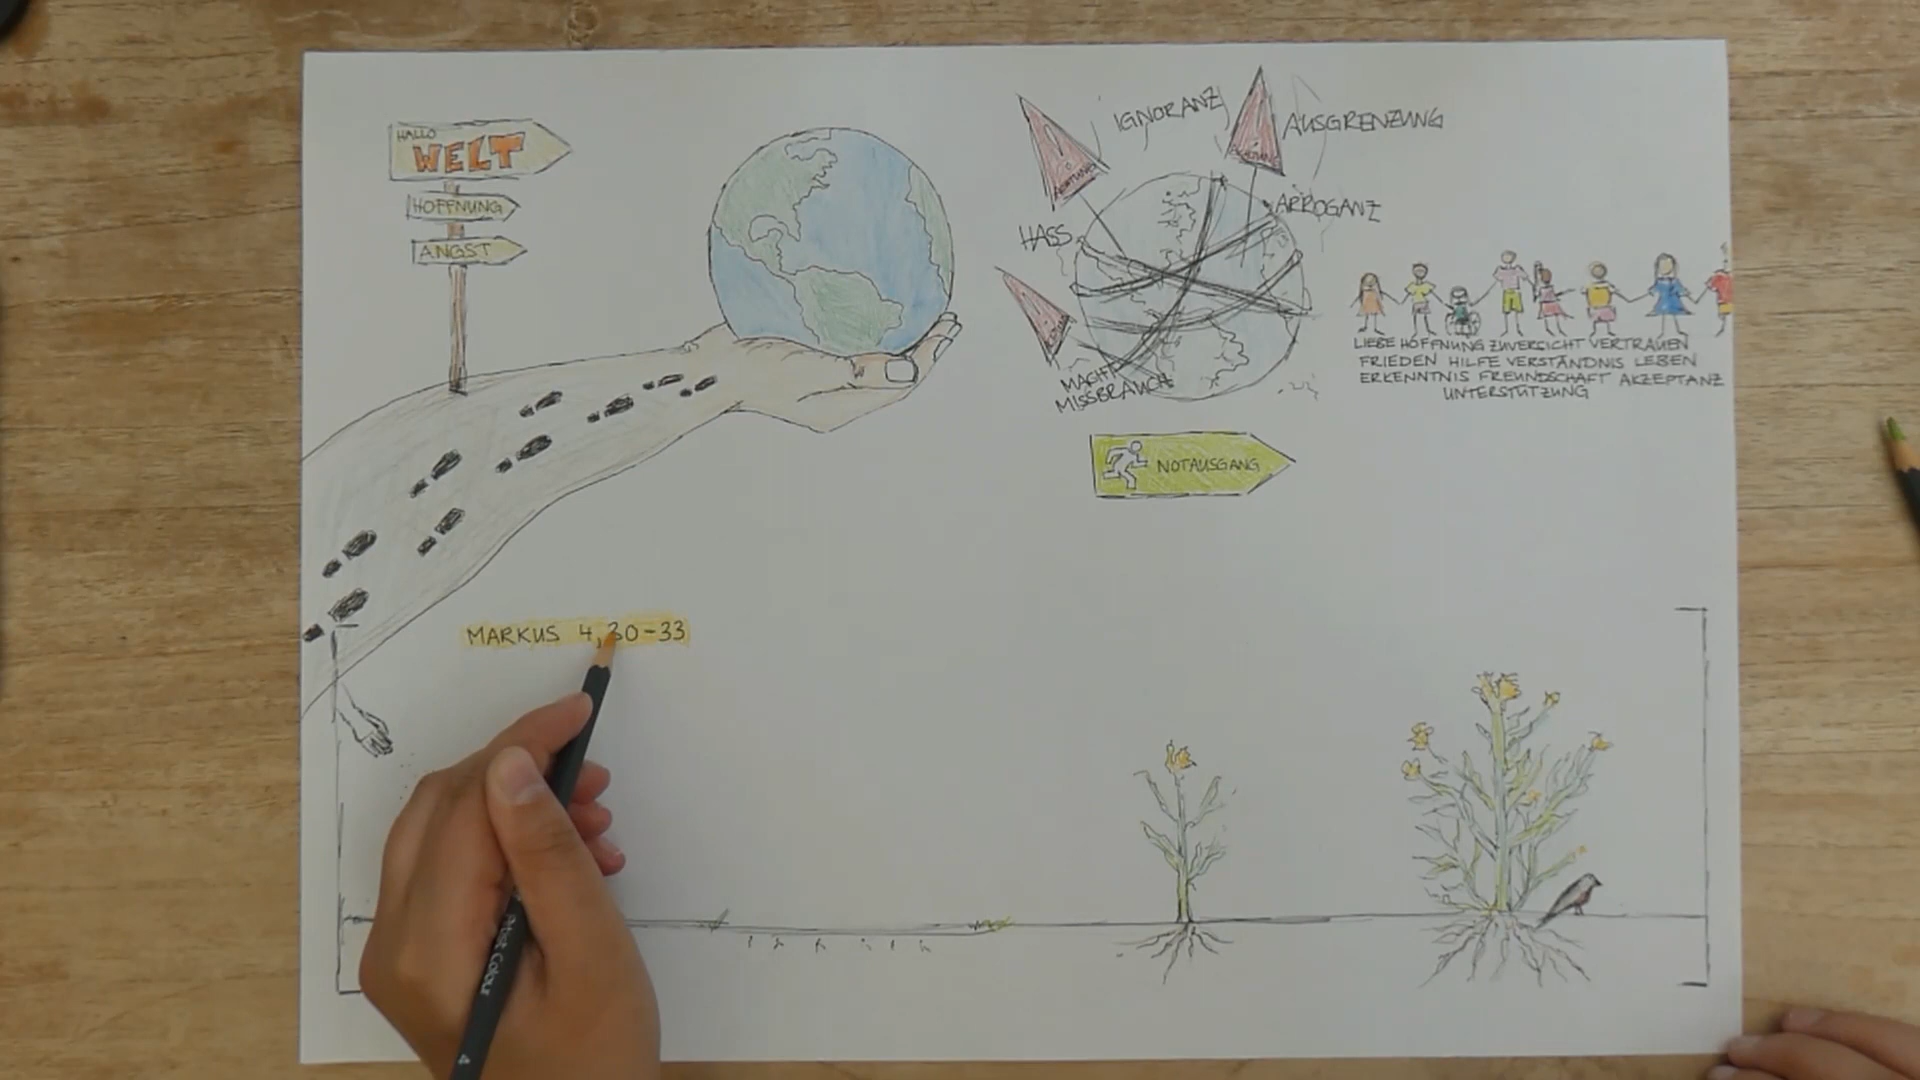 HALLO
WELT
HOFFNUNG
ANGST
IGNORANZ
AUSGRENZUNG
ACHTUNG
ARROGANZ
HASS
MACHT
MISSBRAUCH
LIEBE HOFFNUNG ZUVERSICHT VERTRAUEN
FRIEDEN HILFE VERSTÄNDNIS LEBEN
ERKENNTNIS FREUNDSCHAFT AKZEPTANZ
UNTERSTÜTZUNG
NOTAUSGANG
MARKUS 4,30-33